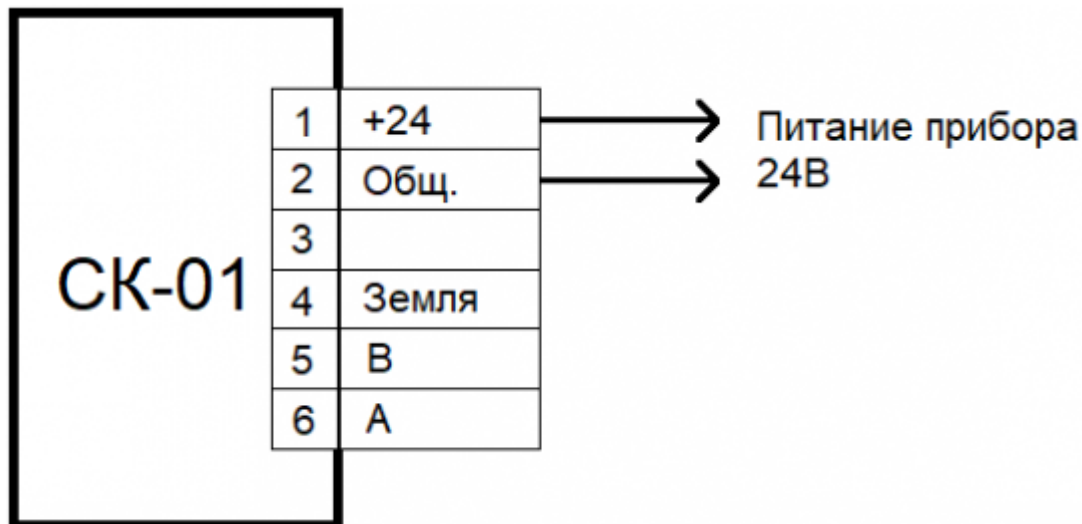 СК-01
1 +24
2 Общ.
3
4 Земля
5 В
6 А
Питание прибора
24В